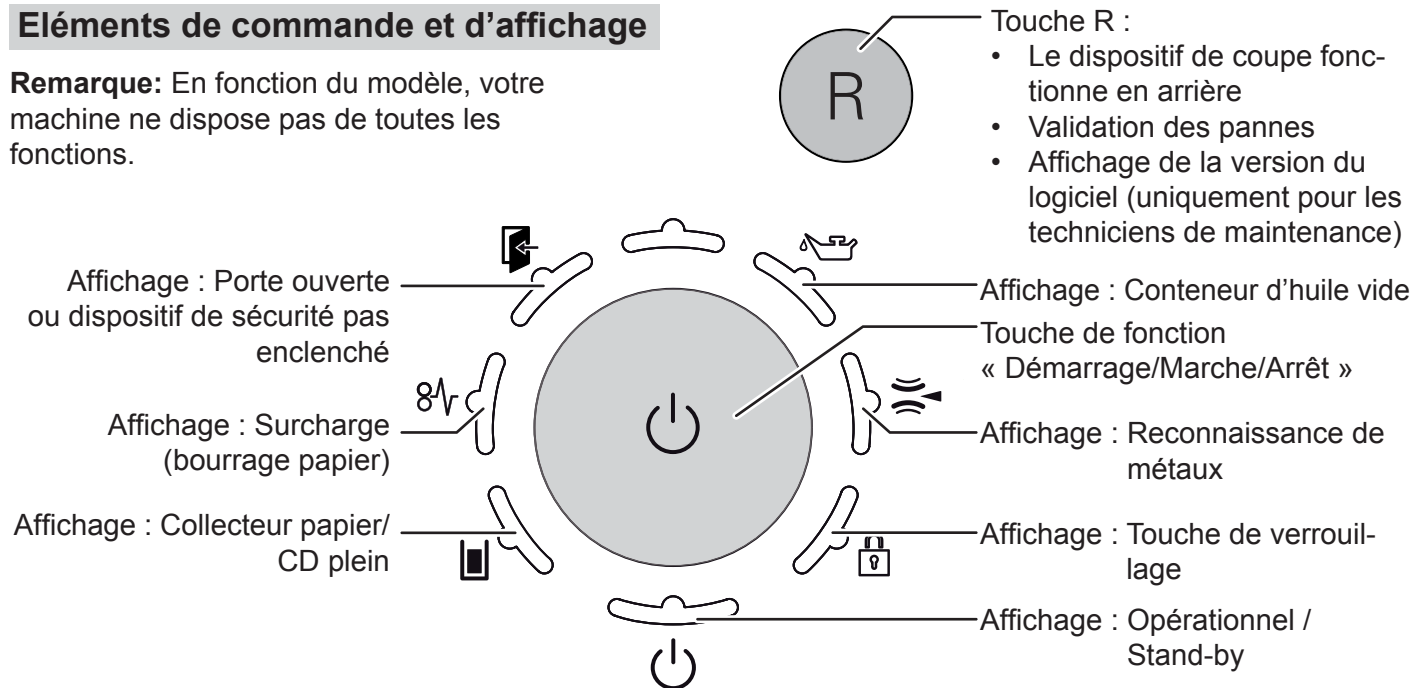 Eléments de commande et d’affichage
Remarque: En fonction du modèle, votre
machine ne dispose pas de toutes les
fonctions.
R
Touche R :
• Le dispositif de coupe fonc-
tionne en arrière
• Validation des pannes
• Affichage de la version du
logiciel (uniquement pour les
techniciens de maintenance)
Affichage : Porte ouverte
ou dispositif de sécurité pas
enclenché
Affichage : Surcharge
(bourrage papier)
Affichage : Collecteur papier/
CD plein
Affichage : Conteneur d’huile vide
Touche de fonction
« Démarrage/Marche/Arrêt »
Affichage : Reconnaissance de
métaux
Affichage : Touche de verrouil-
lage
Affichage : Opérationnel /
Stand-by